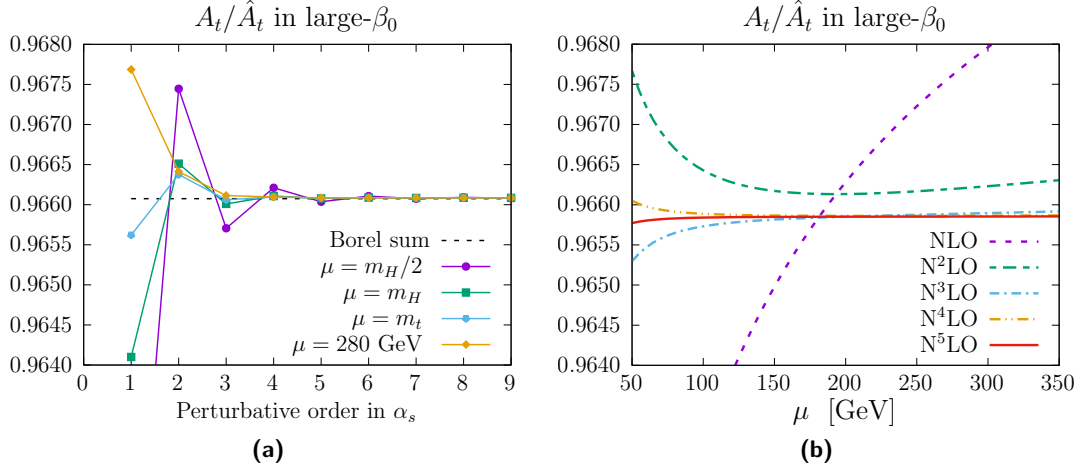 A_t/Â_t in large-β_0
0.9680
0.9675
0.9670
0.9665
0.9660
0.9655
0.9650
0.9645
0.9640
Borel sum
μ = m_H/2
μ = m_H
μ = m_t
μ = 280 GeV
0 1 2 3 4 5 6 7 8 9
Perturbative order in α_s
(a)
A_t/Â_t in large-β_0
0.9680
0.9675
0.9670
0.9665
0.9660
0.9655
0.9650
0.9645
0.9640
NLO
N²LO
N³LO
N⁴LO
N⁵LO
50 100 150 200 250 300 350
μ [GeV]
(b)